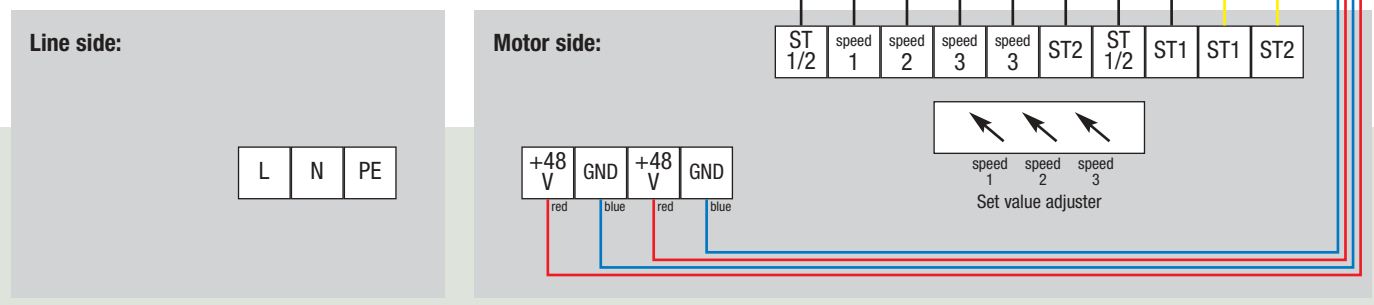 Line side:
L N PE
Motor side:
ST 1/2 speed 1 speed 2 speed 3 speed 3 ST2 ST 1/2 ST1 ST1 ST2
speed 1 speed 2 speed 3
Set value adjuster
+48 V GND +48 V GND
red blue red blue